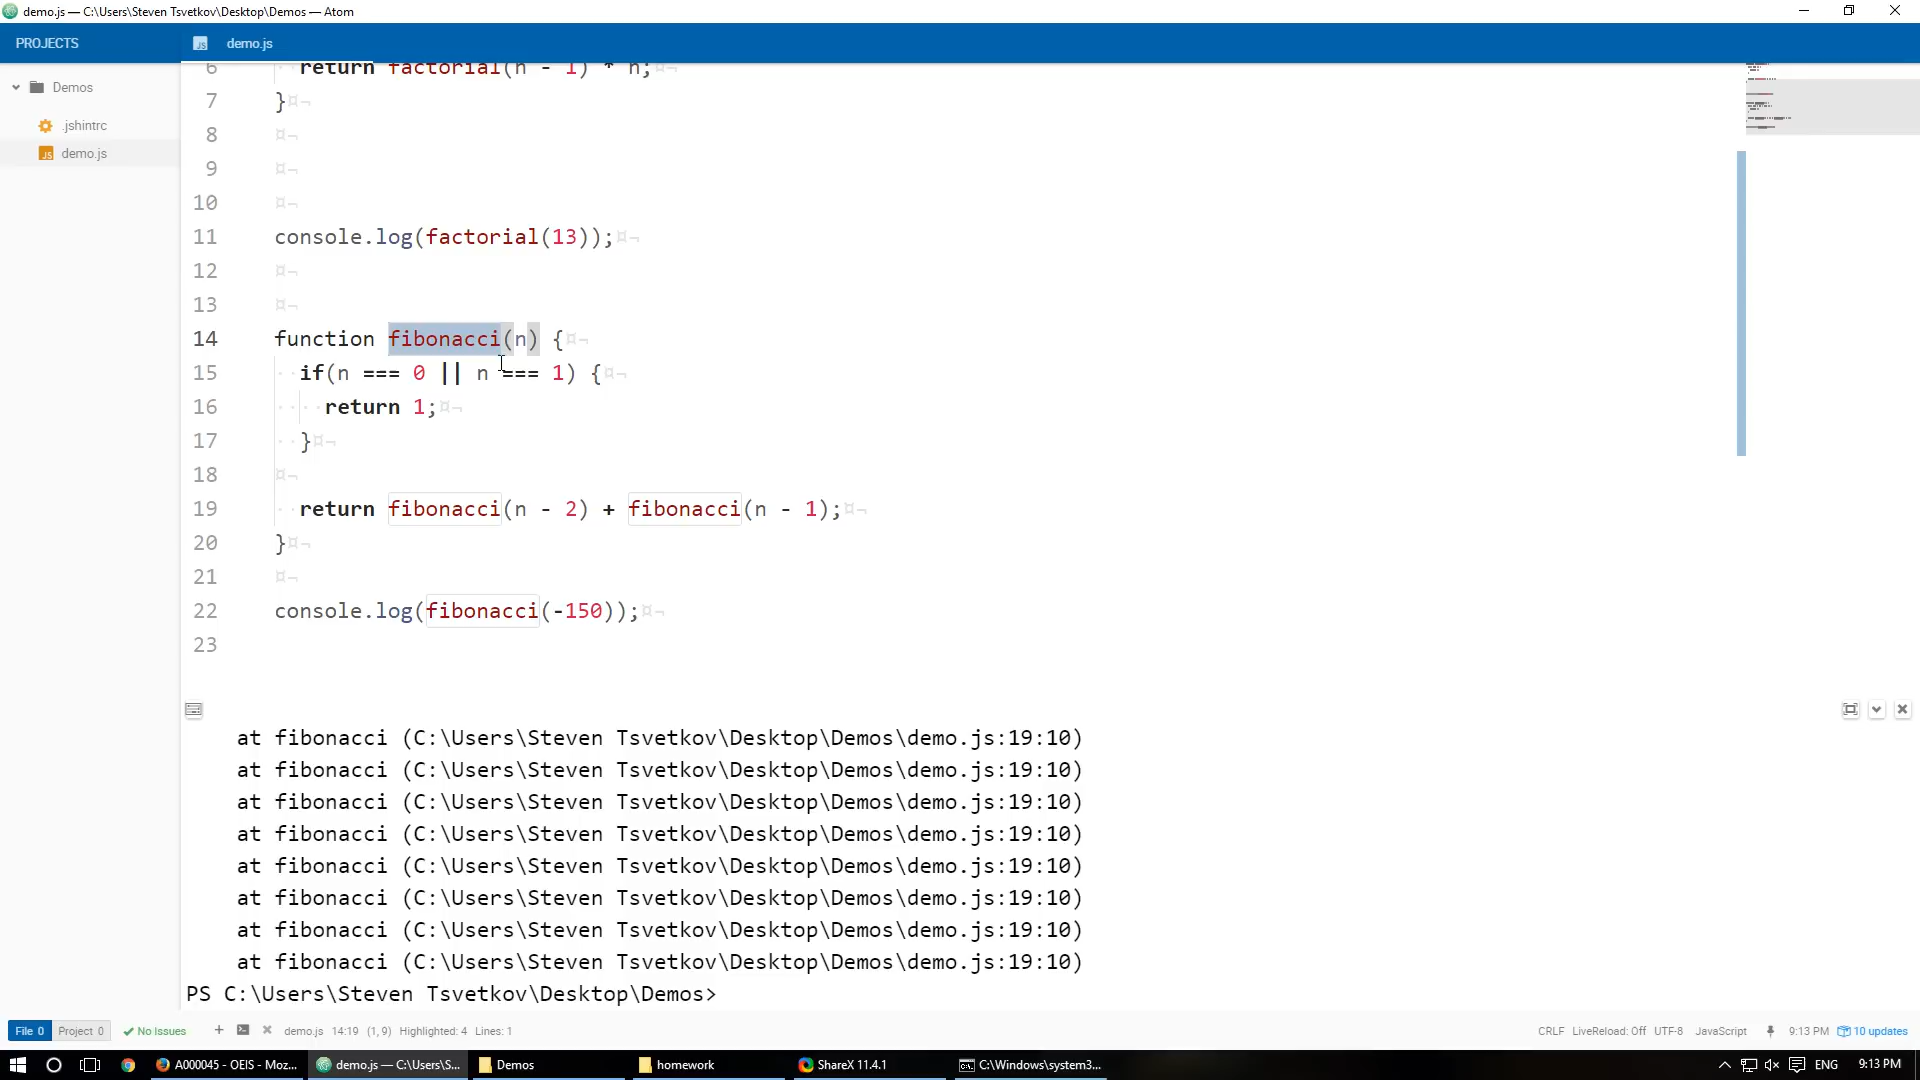 demo.js — C:\Users\Steven Tsvetkov\Desktop\Demos — Atom
PROJECTS
demo.js
Demos
.jshintrc
demo.js
6 return factorial(n - 1) * n;
7 }
8
9
10
11 console.log(factorial(13));
12
13
14 function fibonacci(n) {
15 if(n === 0 || n === 1) {
16 return 1;
17 }
18
19 return fibonacci(n - 2) + fibonacci(n - 1);
20 }
21
22 console.log(fibonacci(-150));
23
at fibonacci (C:\Users\Steven Tsvetkov\Desktop\Demos\demo.js:19:10)
at fibonacci (C:\Users\Steven Tsvetkov\Desktop\Demos\demo.js:19:10)
at fibonacci (C:\Users\Steven Tsvetkov\Desktop\Demos\demo.js:19:10)
at fibonacci (C:\Users\Steven Tsvetkov\Desktop\Demos\demo.js:19:10)
at fibonacci (C:\Users\Steven Tsvetkov\Desktop\Demos\demo.js:19:10)
at fibonacci (C:\Users\Steven Tsvetkov\Desktop\Demos\demo.js:19:10)
at fibonacci (C:\Users\Steven Tsvetkov\Desktop\Demos\demo.js:19:10)
at fibonacci (C:\Users\Steven Tsvetkov\Desktop\Demos\demo.js:19:10)
PS C:\Users\Steven Tsvetkov\Desktop\Demos>
File 0 Project 0 No Issues demo.js 14:19 (1, 9) Highlighted: 4 Lines: 1 CRLF LiveReload: Off UTF-8 JavaScript 9:13 PM 10 updates
A000045 - OEIS - Moz... demo.js — C:\Users\S... Demos homework ShareX 11.4.1 C:\Windows\system3... ENG 9:13 PM